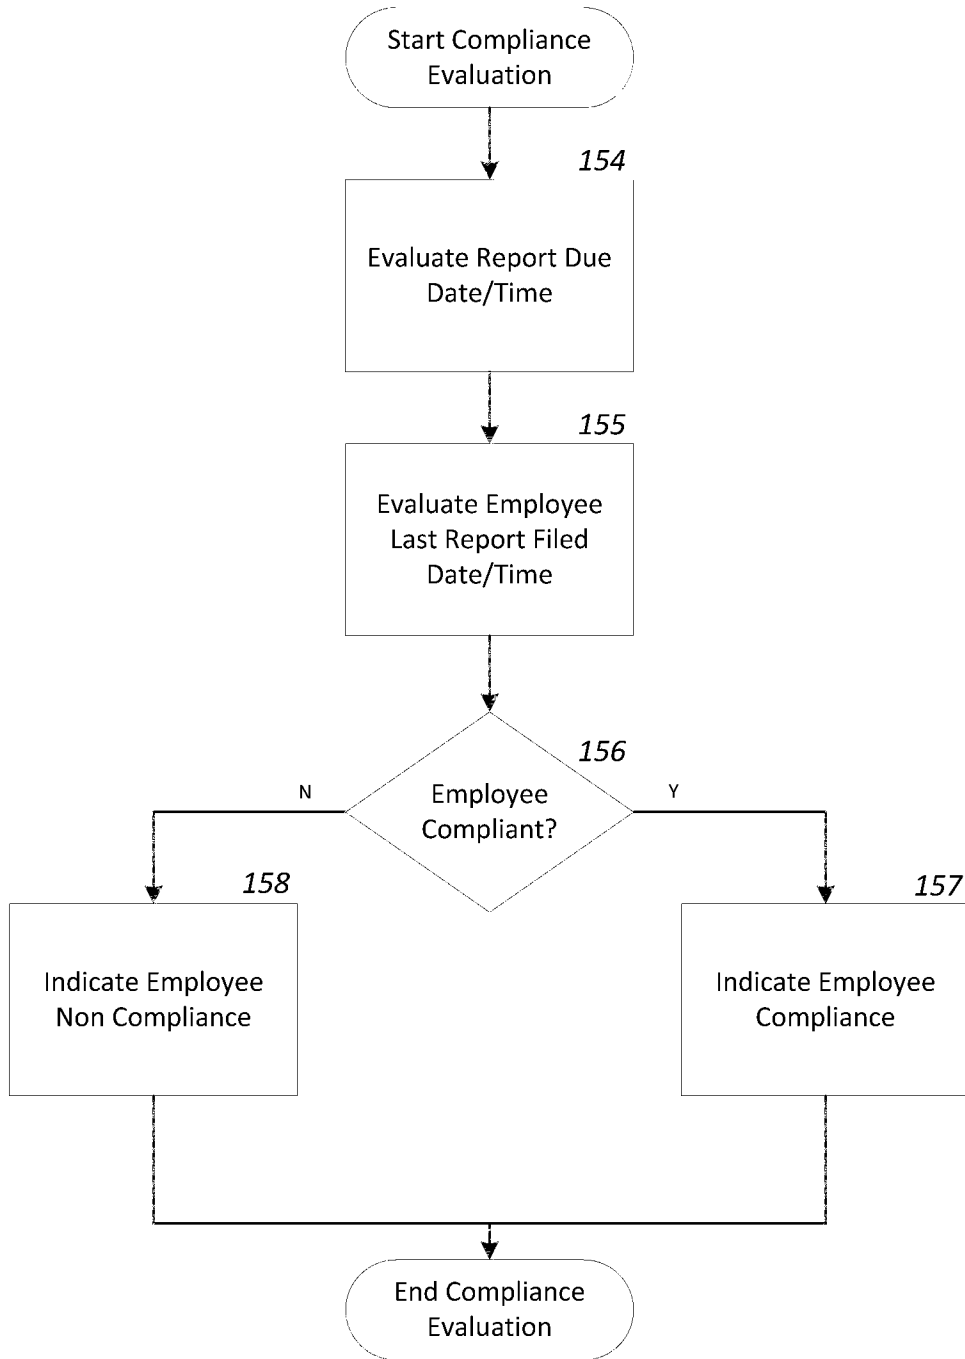 Start Compliance
Evaluation
154
Evaluate Report Due
Date/Time
155
Evaluate Employee
Last Report Filed
Date/Time
156
Employee
Compliant?
N
Y
158
Indicate Employee
Non Compliance
157
Indicate Employee
Compliance
End Compliance
Evaluation